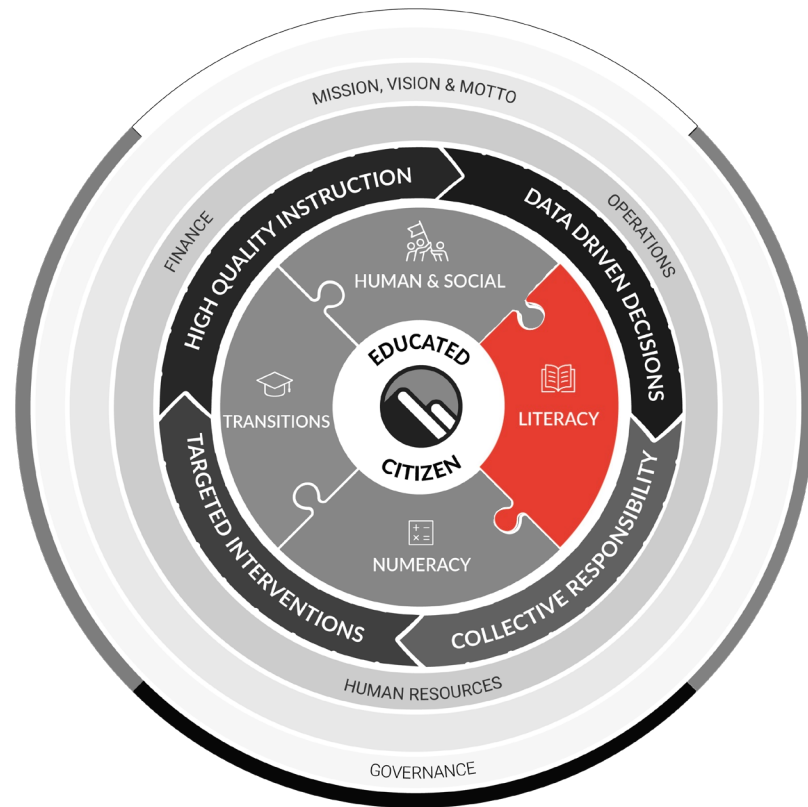 MISSION, VISION & MOTTO
FINANCE
OPERATIONS
HIGH QUALITY INSTRUCTION
DATA DRIVEN DECISIONS
HUMAN & SOCIAL
EDUCATED
CITIZEN
TRANSITIONS
LITERACY
+ −
× =
NUMERACY
TARGETED INTERVENTIONS
COLLECTIVE RESPONSIBILITY
HUMAN RESOURCES
GOVERNANCE